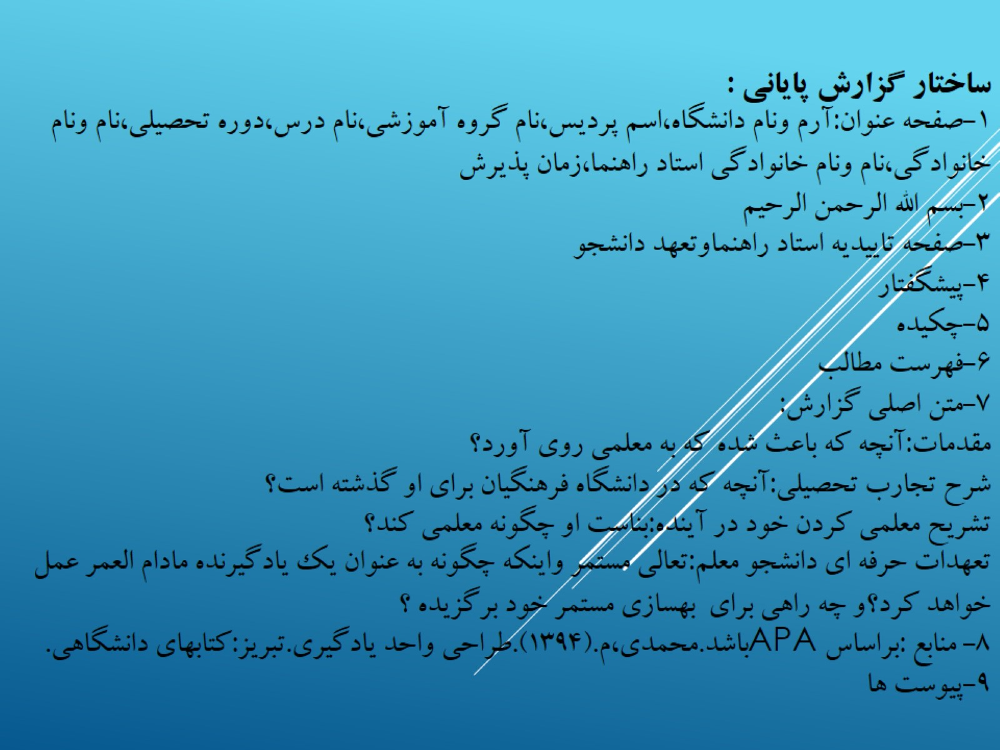 ساختار گزارش پایانی :
۱-صفحه عنوان:آرم ونام دانشگاه،اسم پردیس،نام گروه آموزشی،نام درس،دوره تحصیلی،نام ونام
خانوادگی،نام ونام خانوادگی استاد راهنما،زمان پذیرش
۲-بسم الله الرحمن الرحیم
۳-صفحه تاییدیه استاد راهنماوتعهد دانشجو
۴-پیشگفتار
۵-چکیده
۶-فهرست مطالب
۷-متن اصلی گزارش:
مقدمات:آنچه که باعث شده که به معلمی روی آورد؟
شرح تجارب تحصیلی:آنچه که در دانشگاه فرهنگیان برای او گذشته است؟
تشریح معلمی کردن خود در آینده:بناست او چگونه معلمی کند؟
تعهدات حرفه ای دانشجو معلم:تعالی مستمر واینکه چگونه به عنوان یک یادگیرنده مادام العمر عمل
خواهد کرد؟و چه راهی برای بهسازی مستمر خود برگزیده ؟
۸- منابع :براساس APAباشد.محمدی،م.(۱۳۹۴).طراحی واحد یادگیری.تبریز:کتابهای دانشگاهی.
۹-پیوست ها